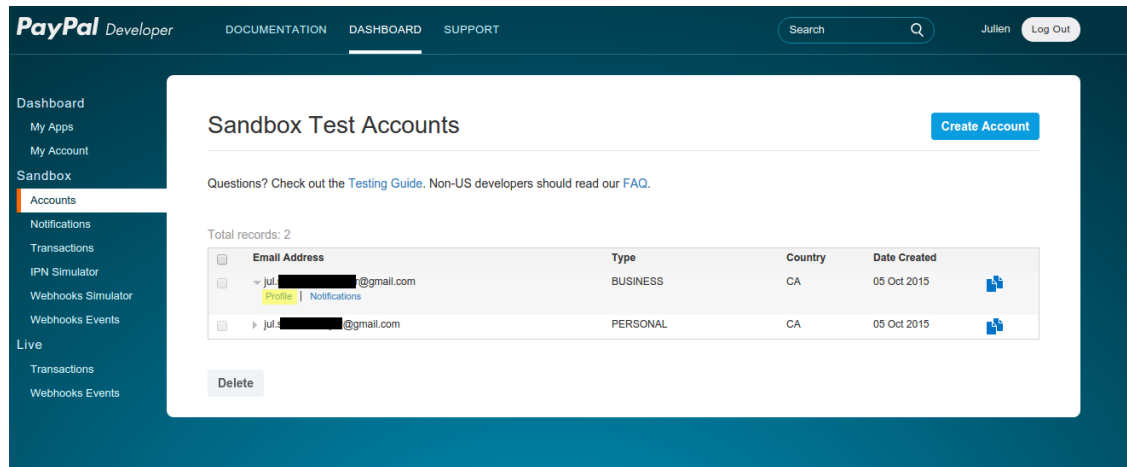 PayPal Developer DOCUMENTATION DASHBOARD SUPPORT Search Julien Log Out
Dashboard
My Apps
My Account
Sandbox
Accounts
Notifications
Transactions
IPN Simulator
Webhooks Simulator
Webhooks Events
Live
Transactions
Webhooks Events
Sandbox Test Accounts Create Account
Questions? Check out the Testing Guide. Non-US developers should read our FAQ.
Total records: 2
Email Address Type Country Date Created
jul. r@gmail.com BUSINESS CA 05 Oct 2015
Profile | Notifications
jul.s @gmail.com PERSONAL CA 05 Oct 2015
Delete